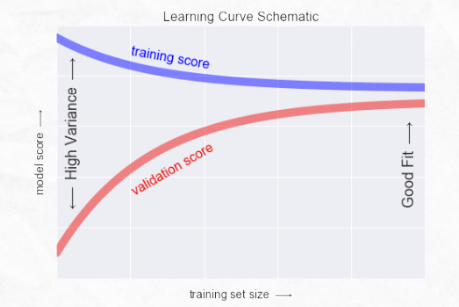 Learning Curve Schematic
training score
validation score
← High Variance →
Good Fit →
model score →
training set size →